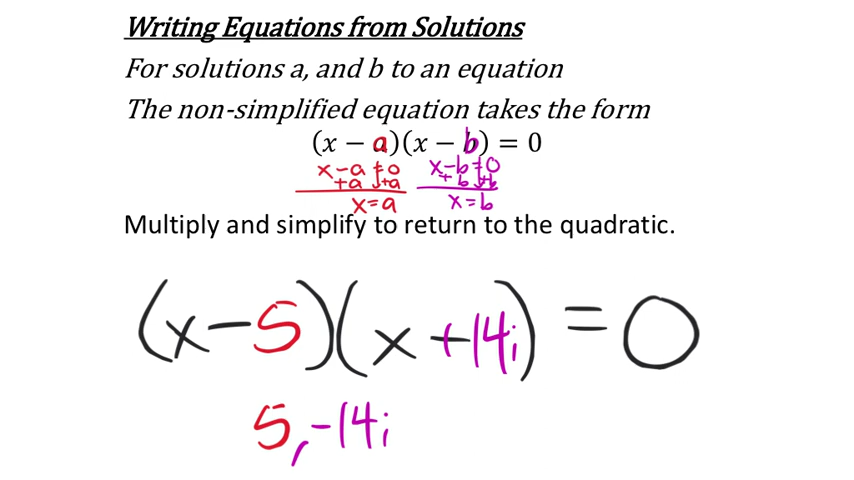 Writing Equations from Solutions
For solutions a, and b to an equation
The non-simplified equation takes the form
(x − a)(x − b) = 0
x-a=0 x-b=0
+a +a + b +b
x=a x=b
Multiply and simplify to return to the quadratic.
(x-5)(x+14i)=0
5,-14i